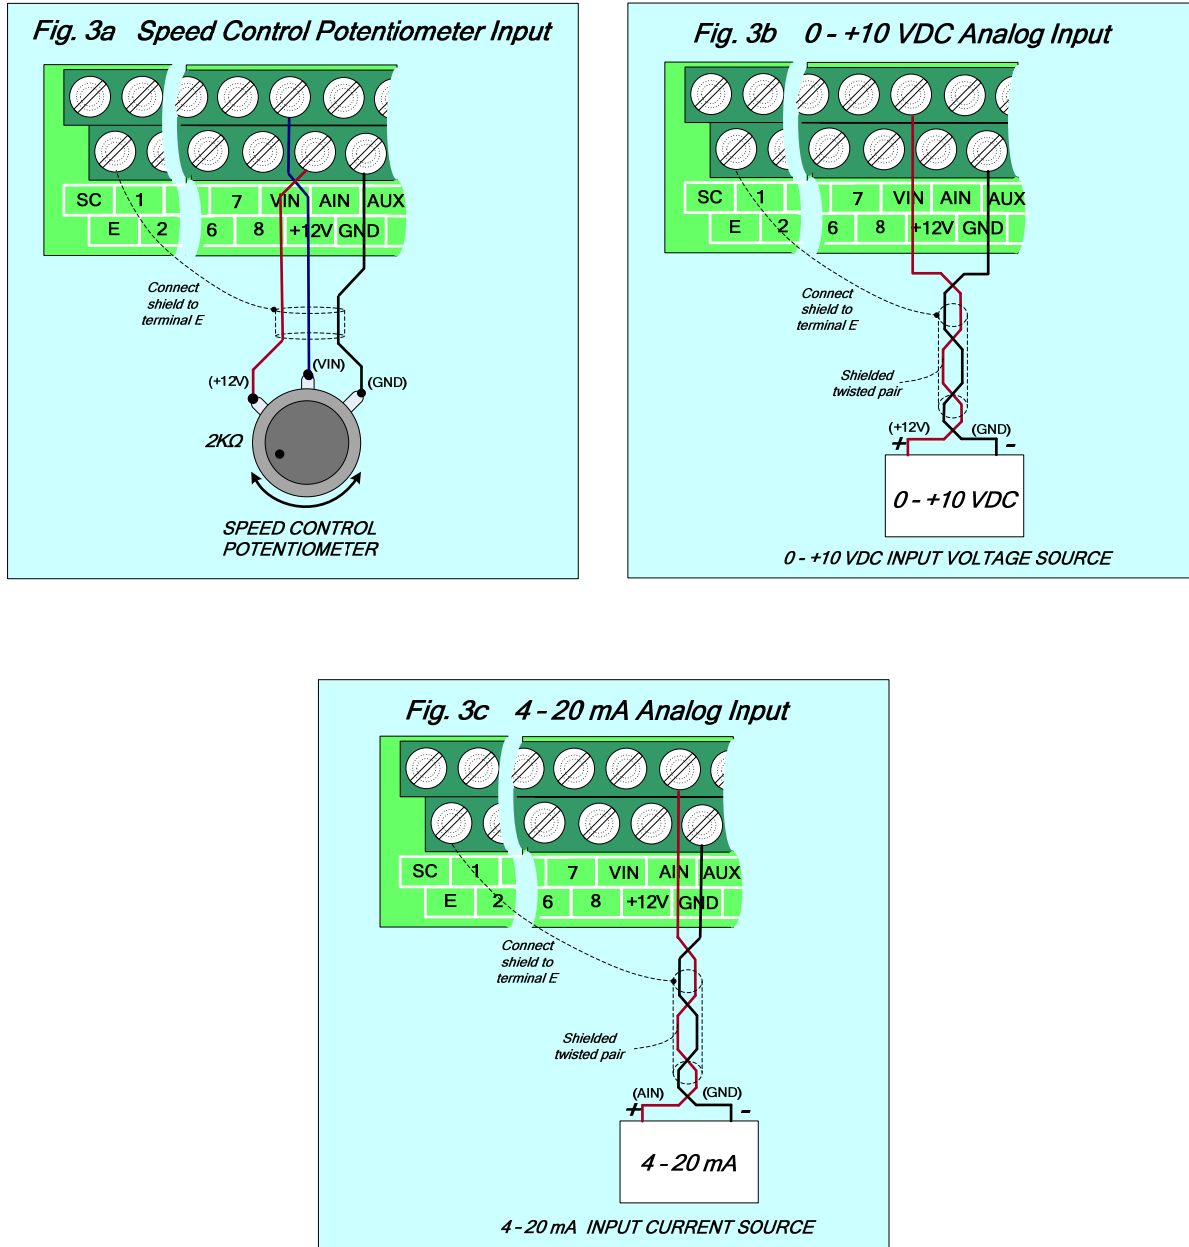 Fig. 3a Speed Control Potentiometer Input
SC 1 7 VIN AIN AUX
E 2 6 8 +12V GND
Connect
shield to
terminal E
(+12V)
(VIN)
(GND)
2KΩ
SPEED CONTROL
POTENTIOMETER
Fig. 3b 0 - +10 VDC Analog Input
SC 1 7 VIN AIN AUX
E 2 6 8 +12V GND
Connect
shield to
terminal E
Shielded
twisted pair
(+12V) (GND)
+ -
0 - +10 VDC
0 - +10 VDC INPUT VOLTAGE SOURCE
Fig. 3c 4 - 20 mA Analog Input
SC 1 7 VIN AIN AUX
E 2 6 8 +12V GND
Connect
shield to
terminal E
Shielded
twisted pair
(AIN) (GND)
+ -
4 - 20 mA
4 - 20 mA INPUT CURRENT SOURCE